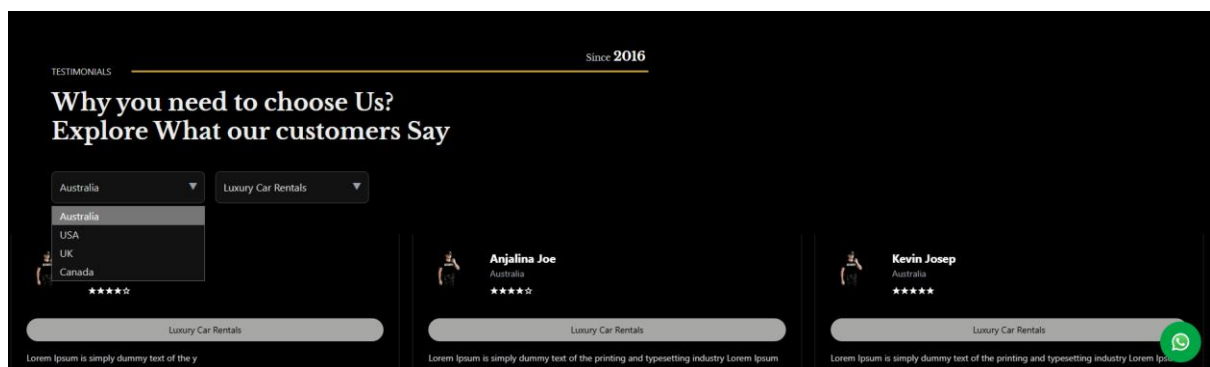 Since 2016
TESTIMONIALS
Why you need to choose Us?
Explore What our customers Say
Australia ▼
Luxury Car Rentals ▼
Australia
USA
UK
Canada
★★★★☆
Luxury Car Rentals
Lorem Ipsum is simply dummy text of the y
Anjalina Joe
Australia
★★★★☆
Luxury Car Rentals
Lorem Ipsum is simply dummy text of the printing and typesetting industry Lorem Ipsum
Kevin Josep
Australia
★★★★★
Luxury Car Rentals
Lorem Ipsum is simply dummy text of the printing and typesetting industry Lorem